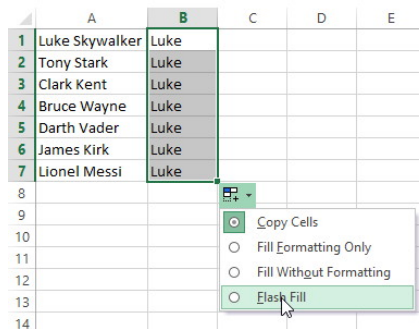 A B C D E
1 Luke Skywalker Luke
2 Tony Stark Luke
3 Clark Kent Luke
4 Bruce Wayne Luke
5 Darth Vader Luke
6 James Kirk Luke
7 Lionel Messi Luke
8
9
Copy Cells
10
Fill Formatting Only
11
Fill Without Formatting
12
13
Flash Fill
14